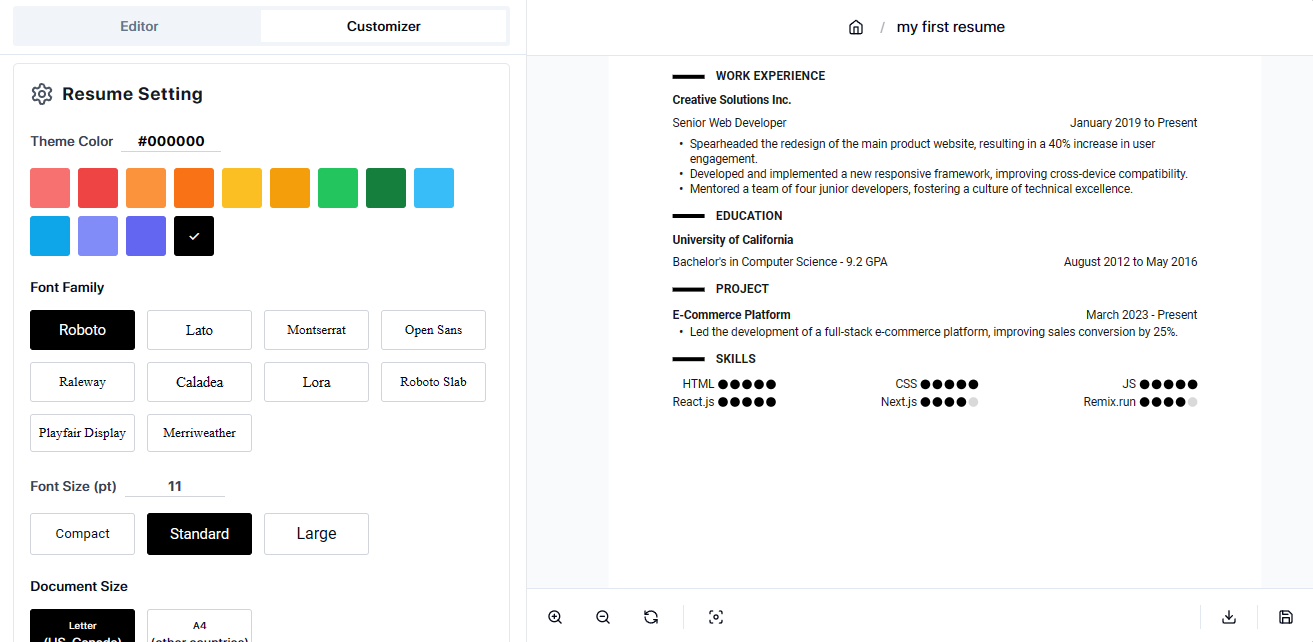 Editor
Customizer
Resume Setting
Theme Color #000000
Font Family
Roboto
Lato
Montserrat
Open Sans
Raleway
Caladea
Lora
Roboto Slab
Playfair Display
Merriweather
Font Size (pt) 11
Compact
Standard
Large
Document Size
Letter
(US, Canada)
A4
(other countries)
/ my first resume
WORK EXPERIENCE
Creative Solutions Inc.
Senior Web Developer January 2019 to Present
• Spearheaded the redesign of the main product website, resulting in a 40% increase in user
engagement.
• Developed and implemented a new responsive framework, improving cross-device compatibility.
• Mentored a team of four junior developers, fostering a culture of technical excellence.
EDUCATION
University of California
Bachelor's in Computer Science - 9.2 GPA August 2012 to May 2016
PROJECT
E-Commerce Platform March 2023 - Present
• Led the development of a full-stack e-commerce platform, improving sales conversion by 25%.
SKILLS
HTML CSS JS
React.js Next.js Remix.run